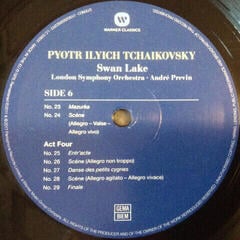 WARNER CLASSICS
PYOTR ILYICH TCHAIKOVSKY
Swan Lake
London Symphony Orchestra - André Previn
SIDE 6
No. 23 Mazurka
No. 24 Scène
(Allegro – Valse –
Allegro vivo)
Act Four
No. 25 Entr'acte
No. 26 Scène (Allegro non troppo)
No. 27 Danse des petits cygnes
No. 28 Scène (Allegro agitato – Allegro vivace)
No. 29 Finale
GEMA
BIEM